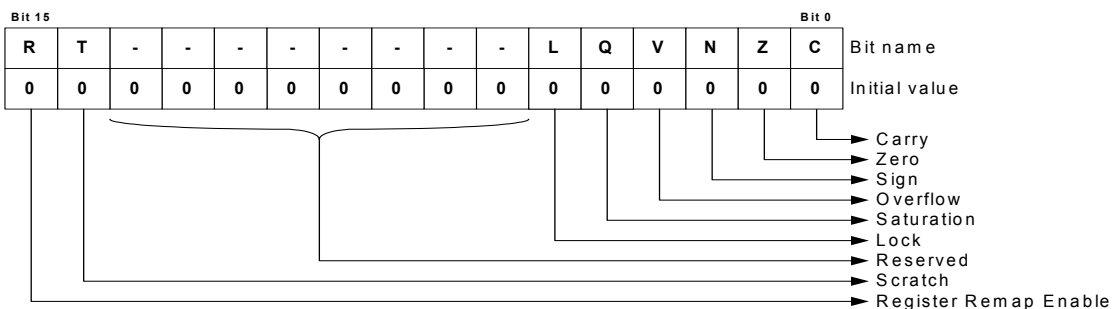 Bit 15 Bit 0
R T - - - - - - - - L Q V N Z C Bit name
0 0 0 0 0 0 0 0 0 0 0 0 0 0 0 0 Initial value
Carry
Zero
Sign
Overflow
Saturation
Lock
Reserved
Scratch
Register Remap Enable